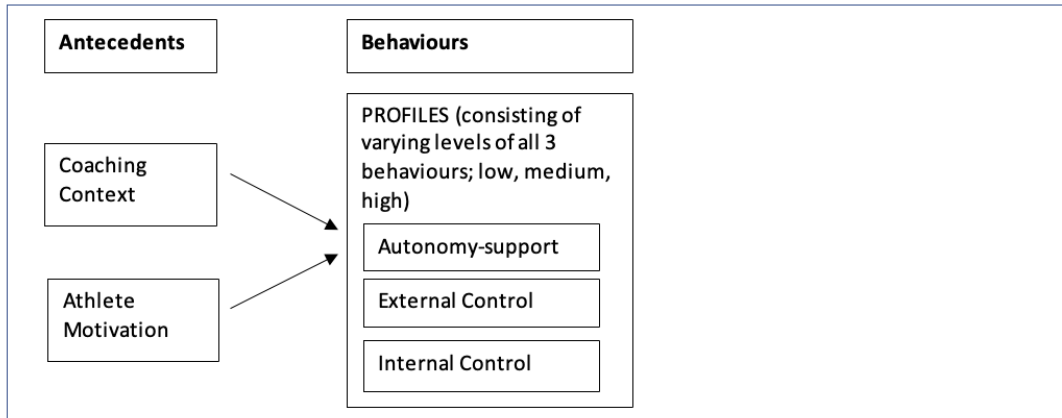 Antecedents
Behaviours
PROFILES (consisting of
varying levels of all 3
behaviours; low, medium,
high)
Coaching
Context
Autonomy-support
Athlete
Motivation
External Control
Internal Control